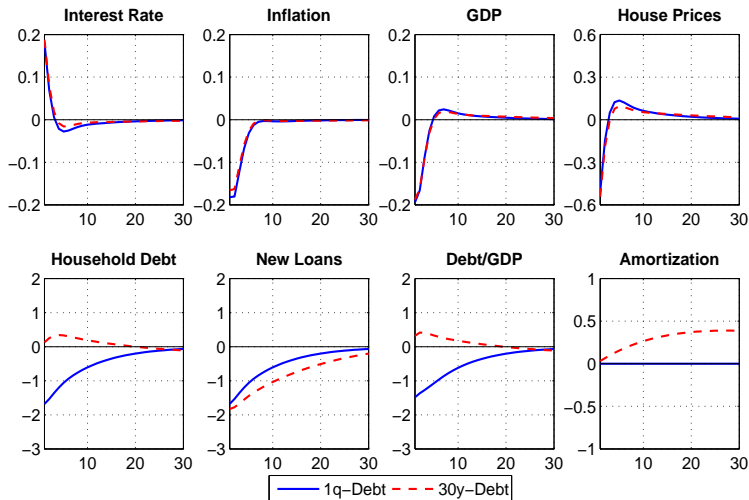 Interest Rate Inflation GDP House Prices
0.2 0.2 0.2 0.6
0.1 0.1 0.1 0.3
0 0 0 0
−0.1 −0.1 −0.1 −0.3
−0.2 −0.2 −0.2 −0.6
10 20 30 10 20 30 10 20 30 10 20 30
Household Debt New Loans Debt/GDP Amortization
2 2 2 1
1 1 1 0.5
0 0 0 0
−1 −1 −1 −0.5
−2 −2 −2
−3 −3 −3 −1
10 20 30 10 20 30 10 20 30 10 20 30
1q−Debt 30y−Debt